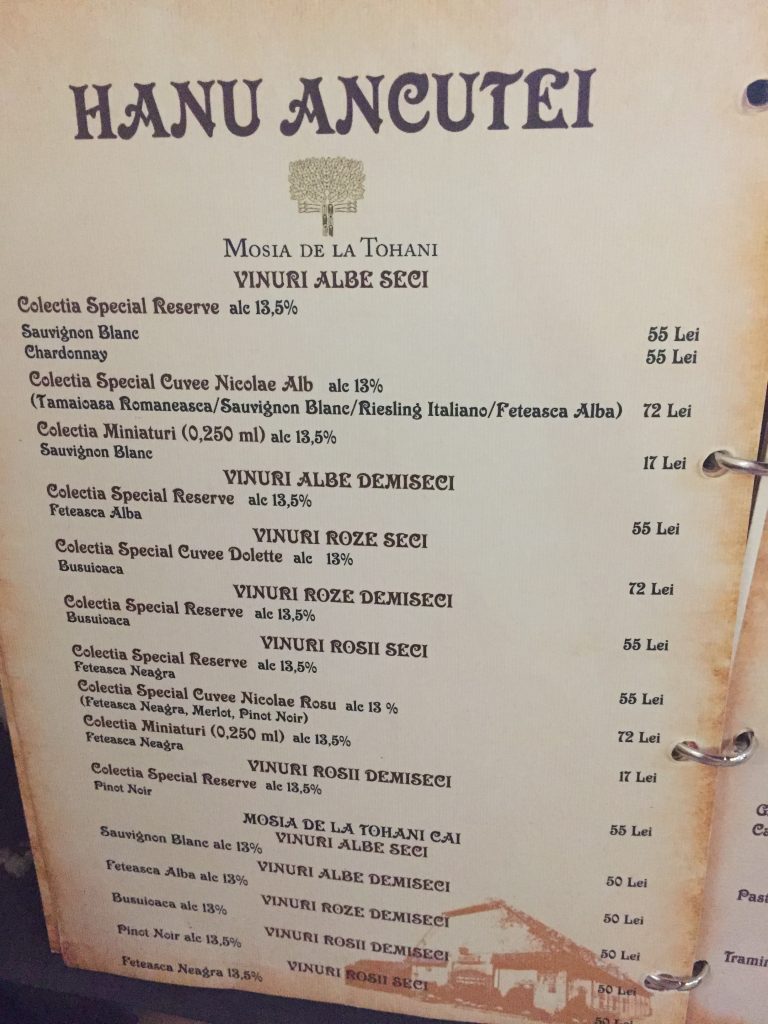 HANU ANCUTEI
MOSIA DE LA TOHANI
VINURI ALBE SECI
Colectia Special Reserve alc 13,5%
Sauvignon Blanc 55 Lei
Chardonnay 55 Lei
Colectia Special Cuvee Nicolae Alb alc 13%
(Tamaioasa Romaneasca/Sauvignon Blanc/Riesling Italiano/Feteasca Alba) 72 Lei
Colectia Miniaturi (0,250 ml) alc 13,5%
Sauvignon Blanc 17 Lei
VINURI ALBE DEMISECI
Colectia Special Reserve alc 13,5%
Feteasca Alba 55 Lei
VINURI ROZE SECI
Colectia Special Cuvee Dolette alc 13%
Busuioaca 72 Lei
VINURI ROZE DEMISECI
Colectia Special Reserve alc 13,5%
Busuioaca 55 Lei
VINURI ROSII SECI
Colectia Special Reserve alc 13,5%
Feteasca Neagra 55 Lei
Colectia Special Cuvee Nicolae Rosu alc 13 %
(Feteasca Neagra, Merlot, Pinot Noir) 72 Lei
Colectia Miniaturi (0,250 ml) alc 13,5%
Feteasca Neagra 17 Lei
VINURI ROSII DEMISECI
Colectia Special Reserve alc 13,5%
Pinot Noir 55 Lei
MOSIA DE LA TOHANI CAI
VINURI ALBE SECI
Sauvignon Blanc alc 13% 50 Lei
VINURI ALBE DEMISECI
Feteasca Alba alc 13% 50 Lei
VINURI ROZE DEMISECI
Busuioaca alc 13% 50 Lei
VINURI ROSII DEMISECI
Pinot Noir alc 13,5% 50 Lei
VINURI ROSII SECI
Feteasca Neagra 13,5% 50 Lei